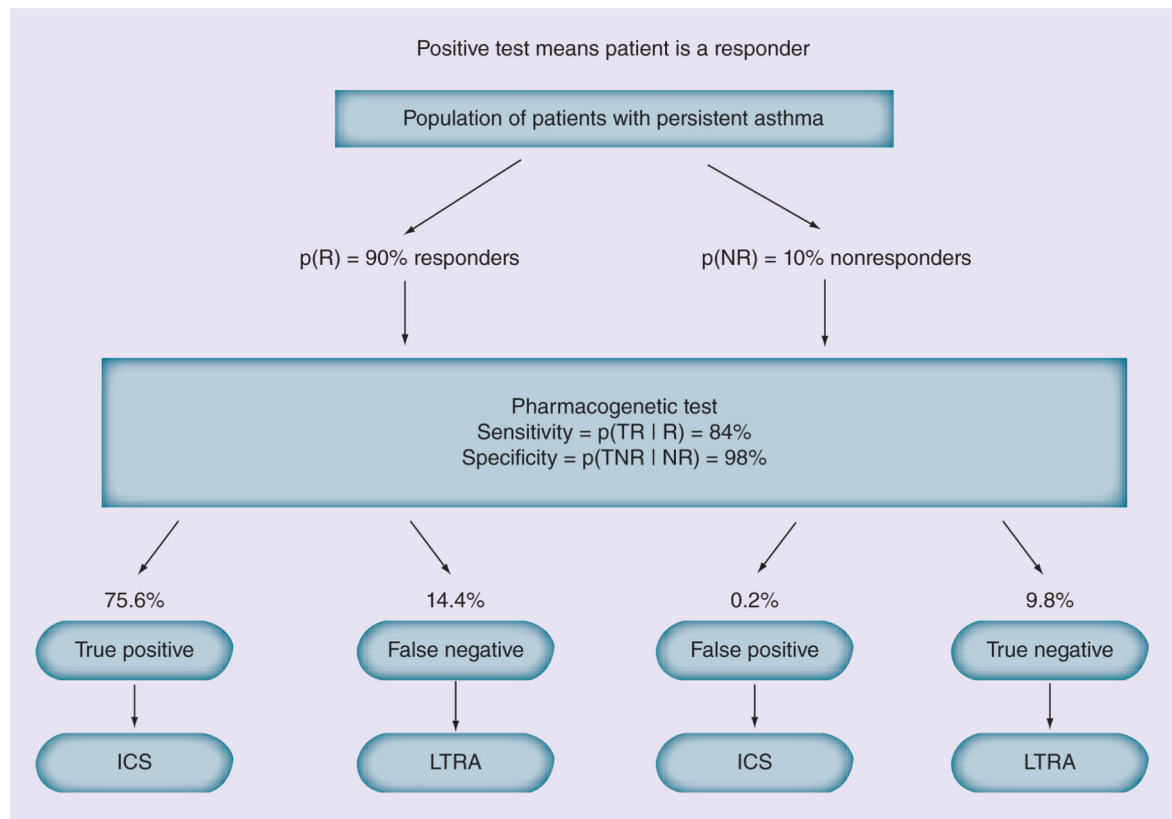 Positive test means patient is a responder
Population of patients with persistent asthma
p(R) = 90% responders
p(NR) = 10% nonresponders
Pharmacogenetic test
Sensitivity = p(TR | R) = 84%
Specificity = p(TNR | NR) = 98%
75.6%
14.4%
0.2%
9.8%
True positive
False negative
False positive
True negative
ICS
LTRA
ICS
LTRA